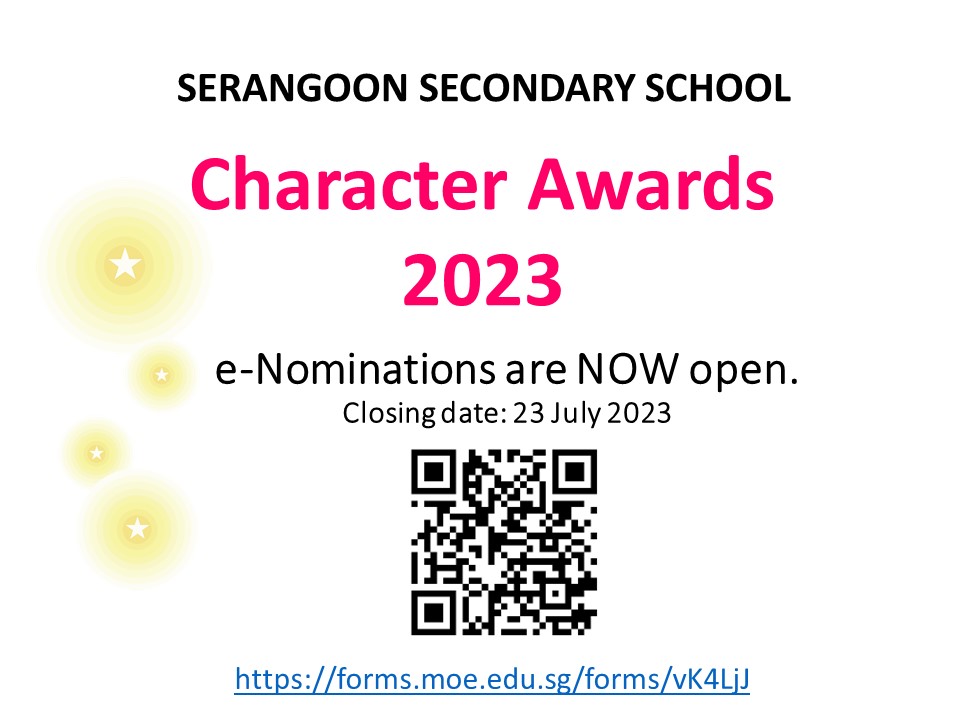 SERANGOON SECONDARY SCHOOL
Character Awards
2023
e-Nominations are NOW open.
Closing date: 23 July 2023
https://forms.moe.edu.sg/forms/vK4LjJ